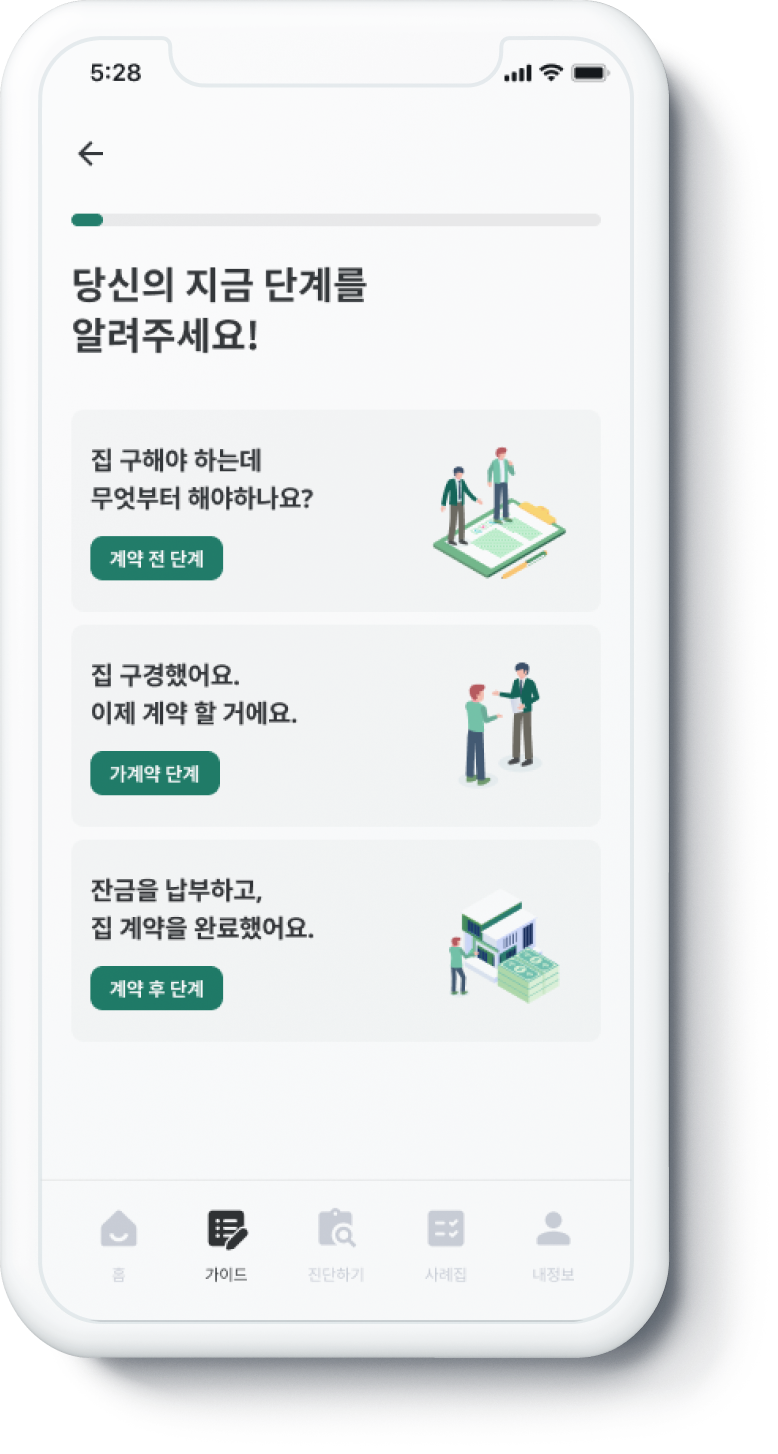 5:28
당신의 지금 단계를
알려주세요!
집 구해야 하는데
무엇부터 해야하나요?
계약 전 단계
집 구경했어요.
이제 계약 할 거에요.
가계약 단계
잔금을 납부하고,
집 계약을 완료했어요.
계약 후 단계
홈
가이드
진단하기
사례집
내정보